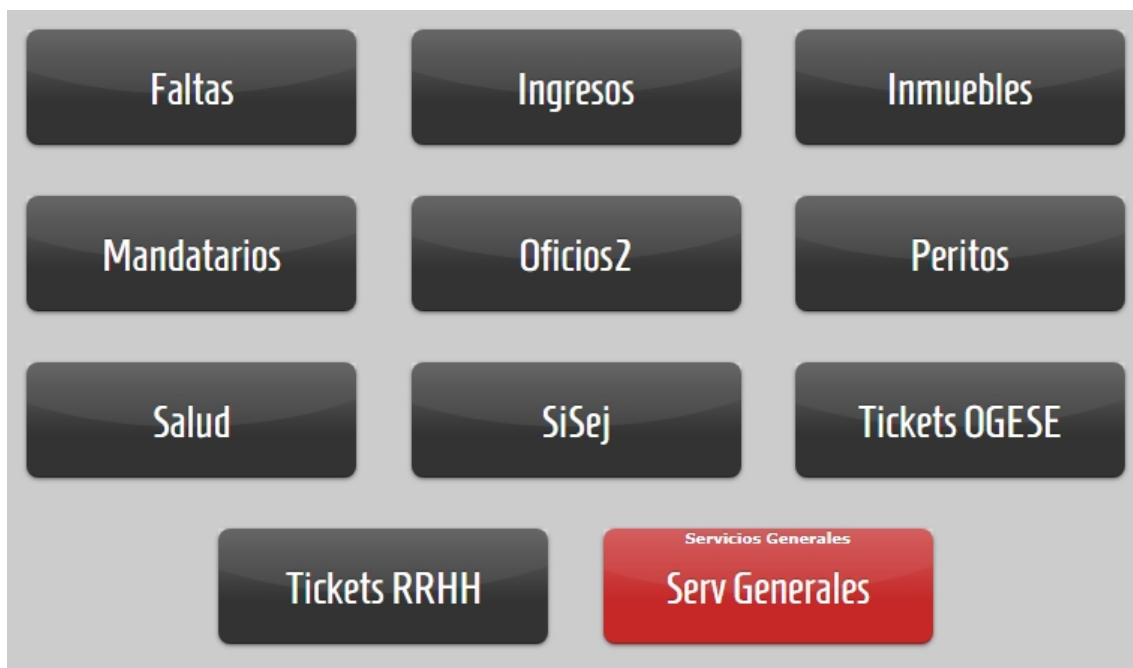 Faltas
Ingresos
Inmuebles
Mandatarios
Oficios2
Peritos
Salud
SiSej
Tickets OGESE
Tickets RRHH
Servicios Generales
Serv Generales